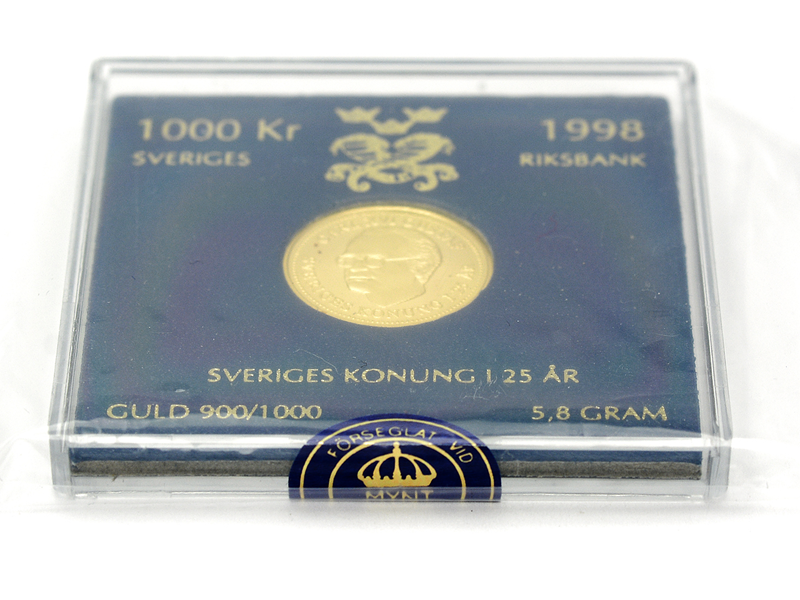 1000 Kr
1998
SVERIGES
RIKSBANK
SVERIGES KONUNG I 25 ÅR
GULD 900/1000
5,8 GRAM
FÖRSEGLAT VID
MYNT